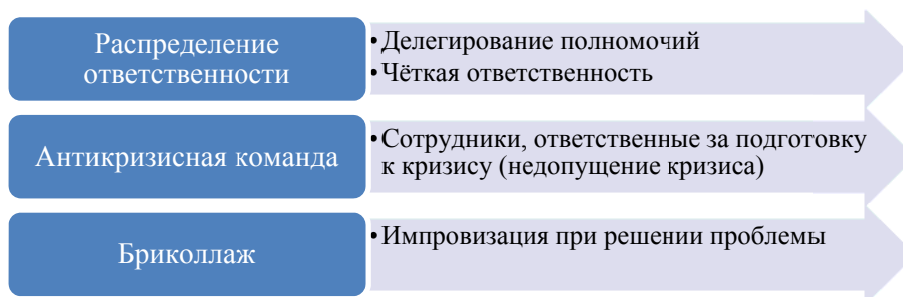 Распределение
ответственности
• Делегирование полномочий
• Чёткая ответственность
Антикризисная команда
• Сотрудники, ответственные за подготовку
к кризису (недопущение кризиса)
Бриколлаж
• Импровизация при решении проблемы